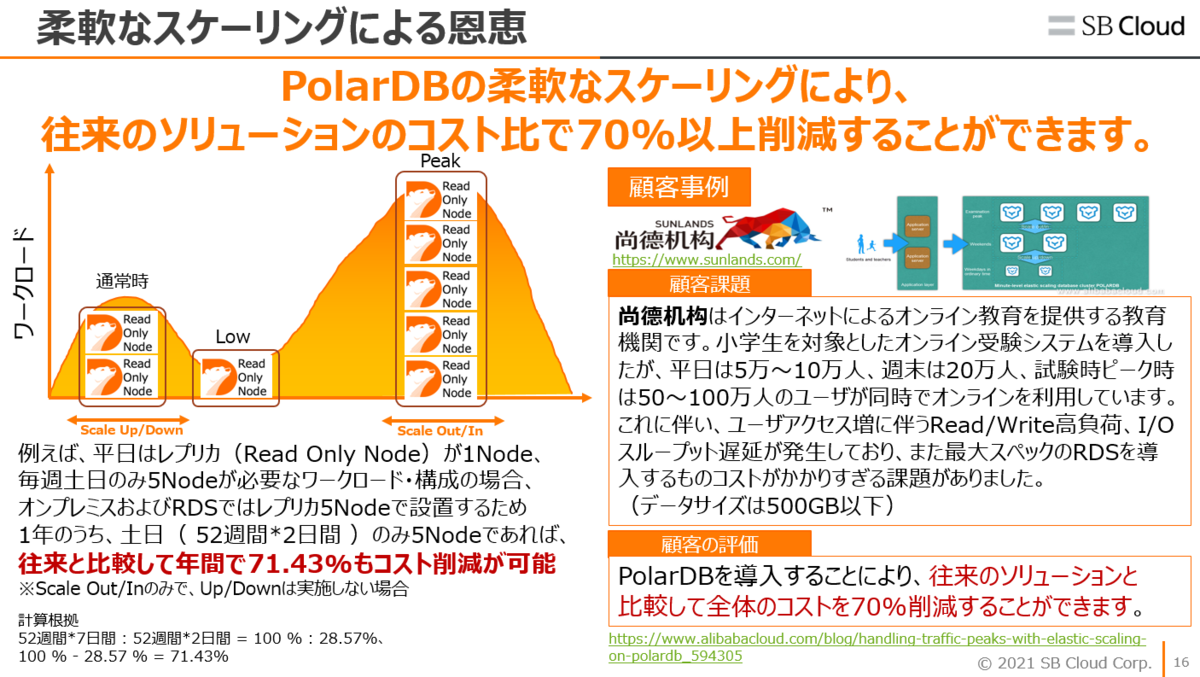 柔軟なスケーリングによる恩恵
SB Cloud
PolarDBの柔軟なスケーリングにより、
往来のソリューションのコスト比で70%以上削減することができます。
ワークロード
通常時
Read
Only
Node
Read
Only
Node
Low
Read
Only
Node
Peak
Read
Only
Node
Read
Only
Node
Read
Only
Node
Read
Only
Node
Read
Only
Node
Scale Up/Down
Scale Out/In
例えば、平日はレプリカ（Read Only Node）が1Node、
毎週土日のみ5Nodeが必要なワークロード・構成の場合、
オンプレミスおよびRDSではレプリカ5Nodeで設置するため
1年のうち、土日（ 52週間*2日間 ）のみ5Nodeであれば、
往来と比較して年間で71.43%もコスト削減が可能
※Scale Out/Inのみで、Up/Downは実施しない場合
計算根拠
52週間*7日間 : 52週間*2日間 = 100 % : 28.57%、
100 % - 28.57 % = 71.43%
顧客事例
SUNLANDS
尚德机构
TM
https://www.sunlands.com/
Students and teachers
Application server
Application server
Application layer
Examination peak
Weekends
Weekdays or ordinary time
Minute-level elastic scaling database cluster POLARDB
www.alibabacloud.com
顧客課題
尚德机构はインターネットによるオンライン教育を提供する教育
機関です。小学生を対象としたオンライン受験システムを導入し
たが、平日は5万～10万人、週末は20万人、試験時ピーク時
は50～100万人のユーザが同時でオンラインを利用しています。
これに伴い、ユーザアクセス増に伴うRead/Write高負荷、I/O
スループット遅延が発生しており、また最大スペックのRDSを導
入するものコストがかかりすぎる課題がありました。
（データサイズは500GB以下）
顧客の評価
PolarDBを導入することにより、往来のソリューションと
比較して全体のコストを70%削減することができます。
https://www.alibabacloud.com/blog/handling-traffic-peaks-with-elastic-scaling-
on-polardb_594305
© 2021 SB Cloud Corp.
16